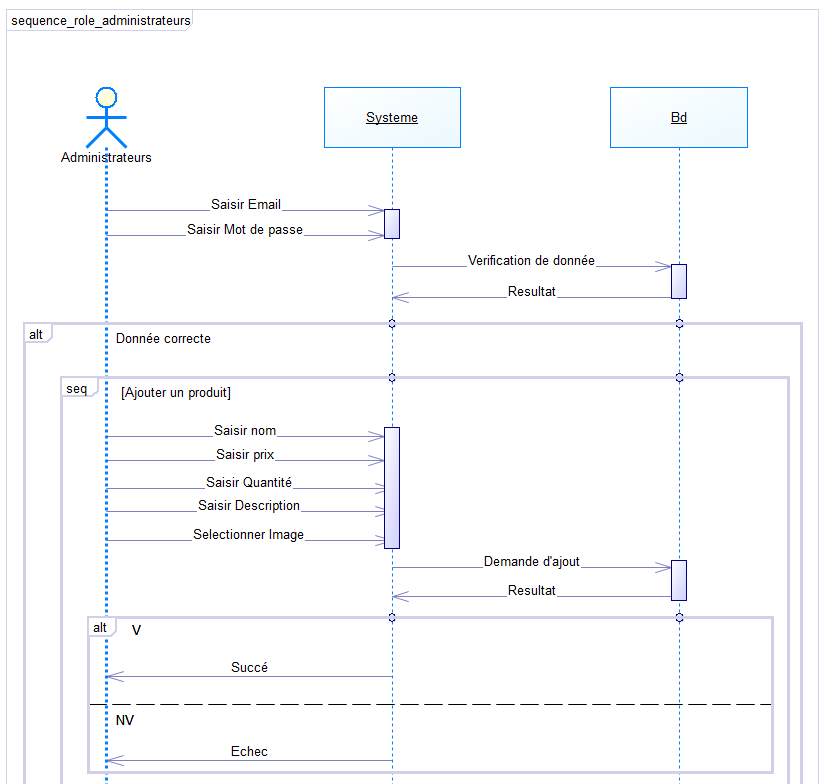 sequence_role_administrateurs
Systeme
Bd
Administrateurs
Saisir Email
Saisir Mot de passe
Verification de donnée
Resultat
alt
Donnée correcte
seq
[Ajouter un produit]
Saisir nom
Saisir prix
Saisir Quantité
Saisir Description
Selectionner Image
Demande d'ajout
Resultat
alt
V
Succé
NV
Echec